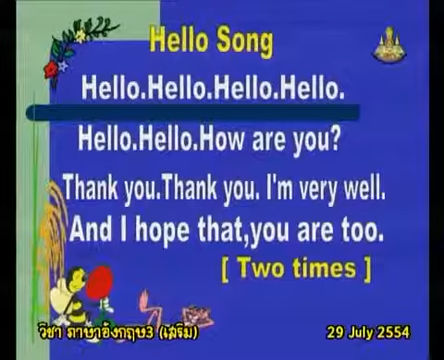 Hello Song
Hello.Hello.Hello.Hello.
Hello.Hello.How are you?
Thank you.Thank you. I'm very well.
And I hope that,you are too.
[ Two times ]
วิชา ภาษาอังกฤษ3 (เสริม)
29 July 2554